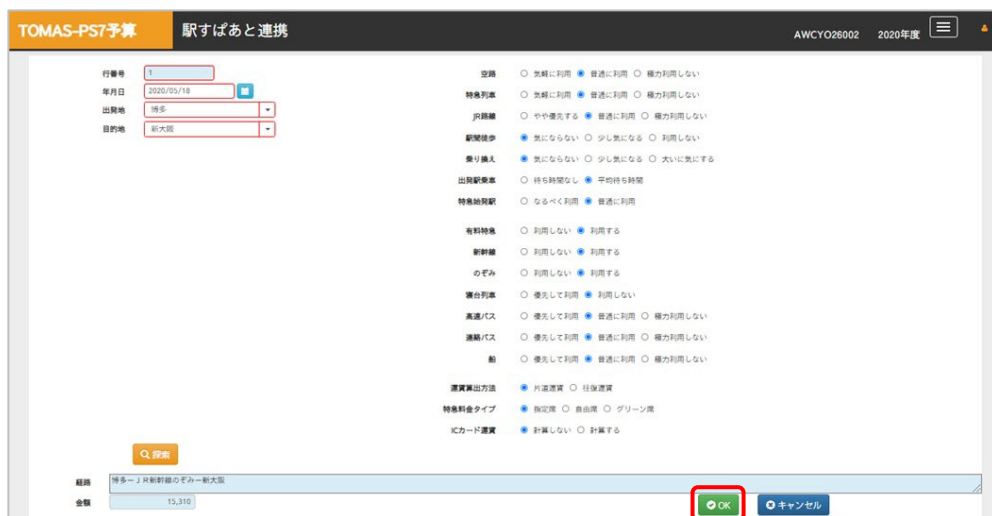 TOMAS-PS7予算 駅すぱあと連携 AWCYO26002 2020年度
行番号 1
年月日 2020/05/18
出発地 博多
目的地 新大阪
空路 気軽に利用 普通に利用 極力利用しない
特急列車 気軽に利用 普通に利用 極力利用しない
JR路線 やや優先する 普通に利用 極力利用しない
駅間徒歩 気にならない 少し気になる 利用しない
乗り換え 気にならない 少し気になる 大いに気にする
出発駅乗車 待ち時間なし 平均待ち時間
特急始発駅 なるべく利用 普通に利用
有料特急 利用しない 利用する
新幹線 利用しない 利用する
のぞみ 利用しない 利用する
寝台列車 優先して利用 利用しない
高速バス 優先して利用 普通に利用 極力利用しない
連絡バス 優先して利用 普通に利用 極力利用しない
船 優先して利用 普通に利用 極力利用しない
運賃算出方法 片道運賃 往復運賃
特急料金タイプ 指定席 自由席 グリーン席
ICカード運賃 計算しない 計算する
探索
経路 博多ーJR新幹線のぞみー新大阪
金額 15,310
OK キャンセル